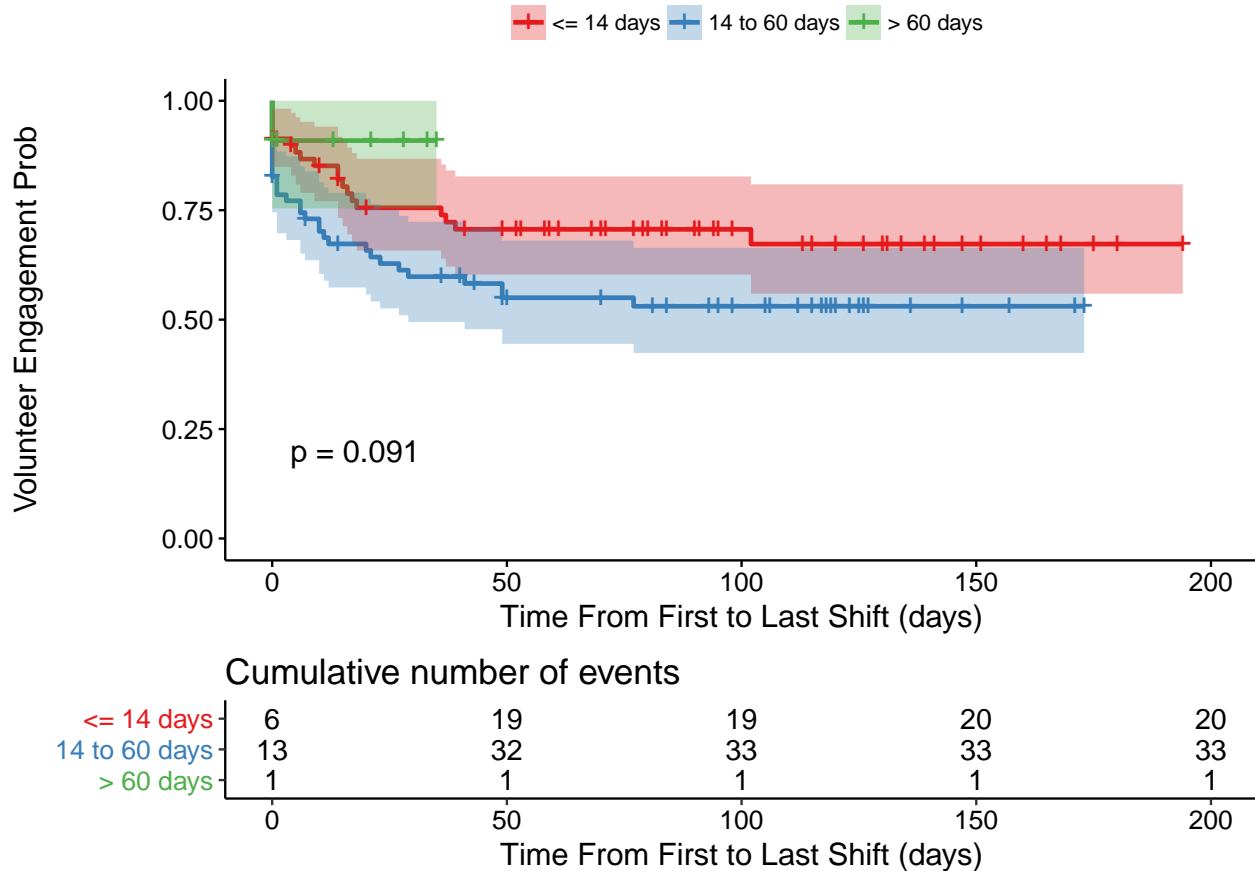 <= 14 days 14 to 60 days > 60 days
Volunteer Engagement Prob
1.00
0.75
0.50
0.25
0.00
p = 0.091
0 50 100 150 200
Time From First to Last Shift (days)
Cumulative number of events
<= 14 days 6 19 19 20 20
14 to 60 days 13 32 33 33 33
> 60 days 1 1 1 1 1
0 50 100 150 200
Time From First to Last Shift (days)